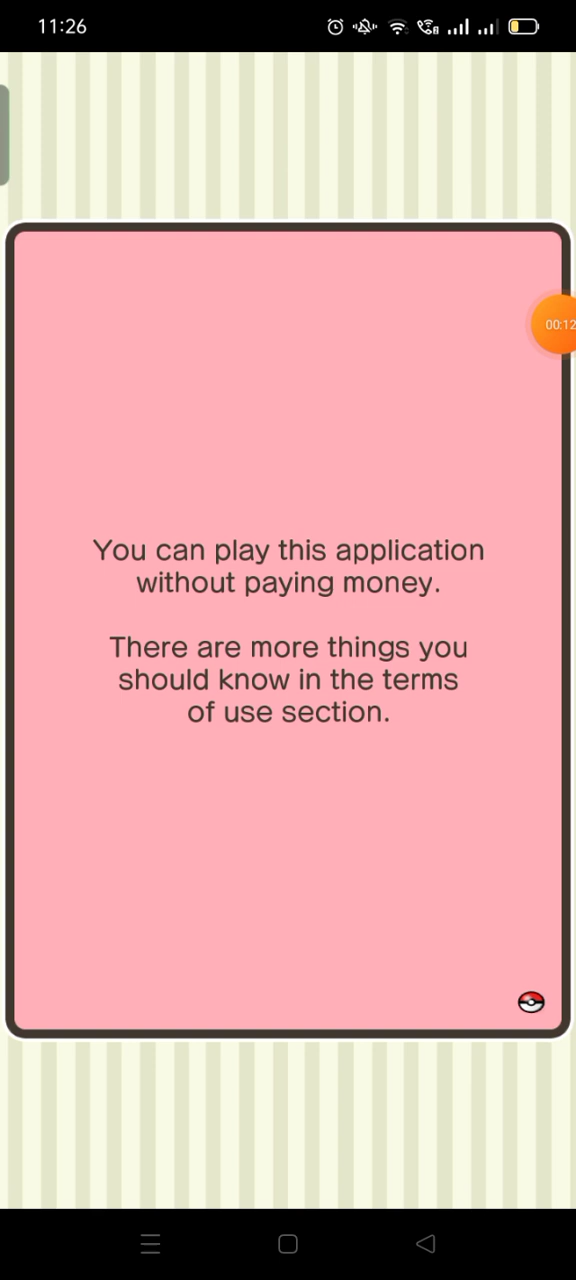 11:26
00:12
You can play this application
without paying money.
There are more things you
should know in the terms
of use section.